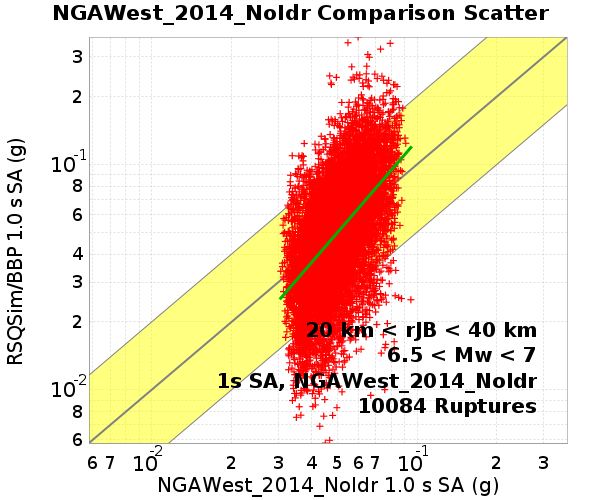 NGAWest_2014_NoIdr Comparison Scatter
RSQSim/BBP 1.0 s SA (g)
3
2
10-1
8
6
4
3
2
10-2
8
6
20 km < rJB < 40 km
6.5 < Mw < 7
1s SA, NGAWest_2014_NoIdr
10084 Ruptures
6 7 10-2 2 3 4 5 6 7 10-1 2 3
NGAWest_2014_NoIdr 1.0 s SA (g)